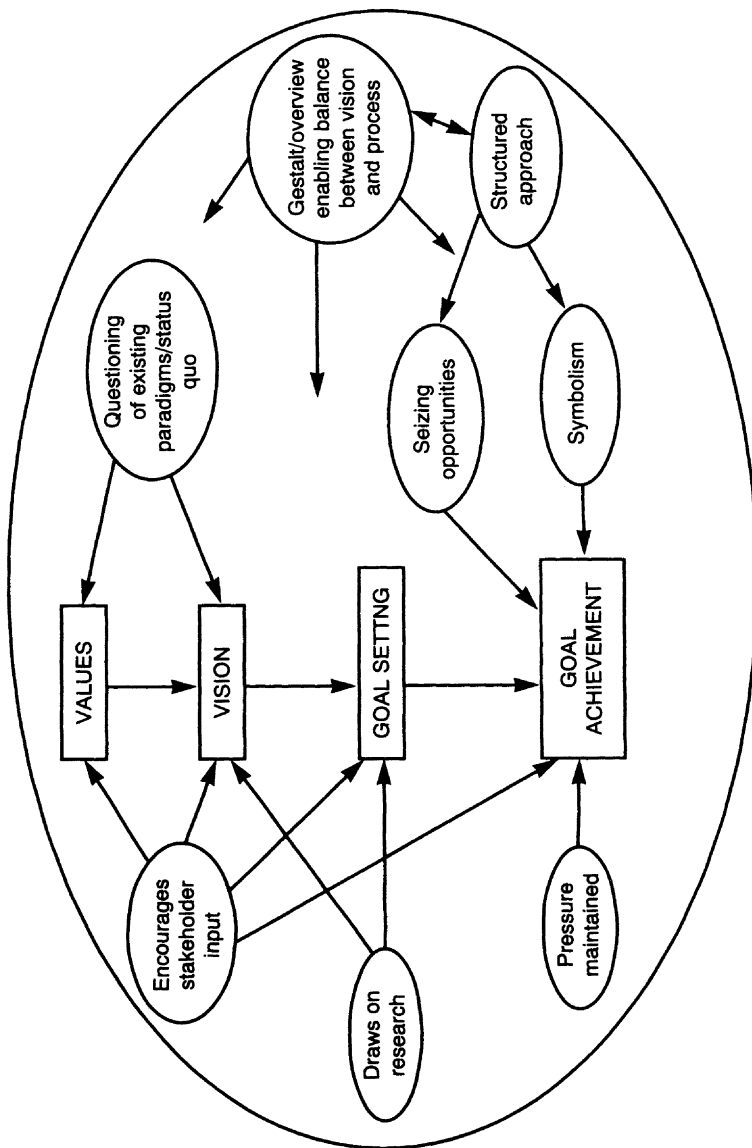 VALUES
VISION
GOAL SETTNG
GOAL
ACHIEVEMENT
Encourages
stakeholder
input
Draws on
research
Pressure
maintained
Questioning
of existing
paradigms/status
quo
Gestalt/overview
enabling balance
between vision
and process
Structured
approach
Seizing
opportunities
Symbolism